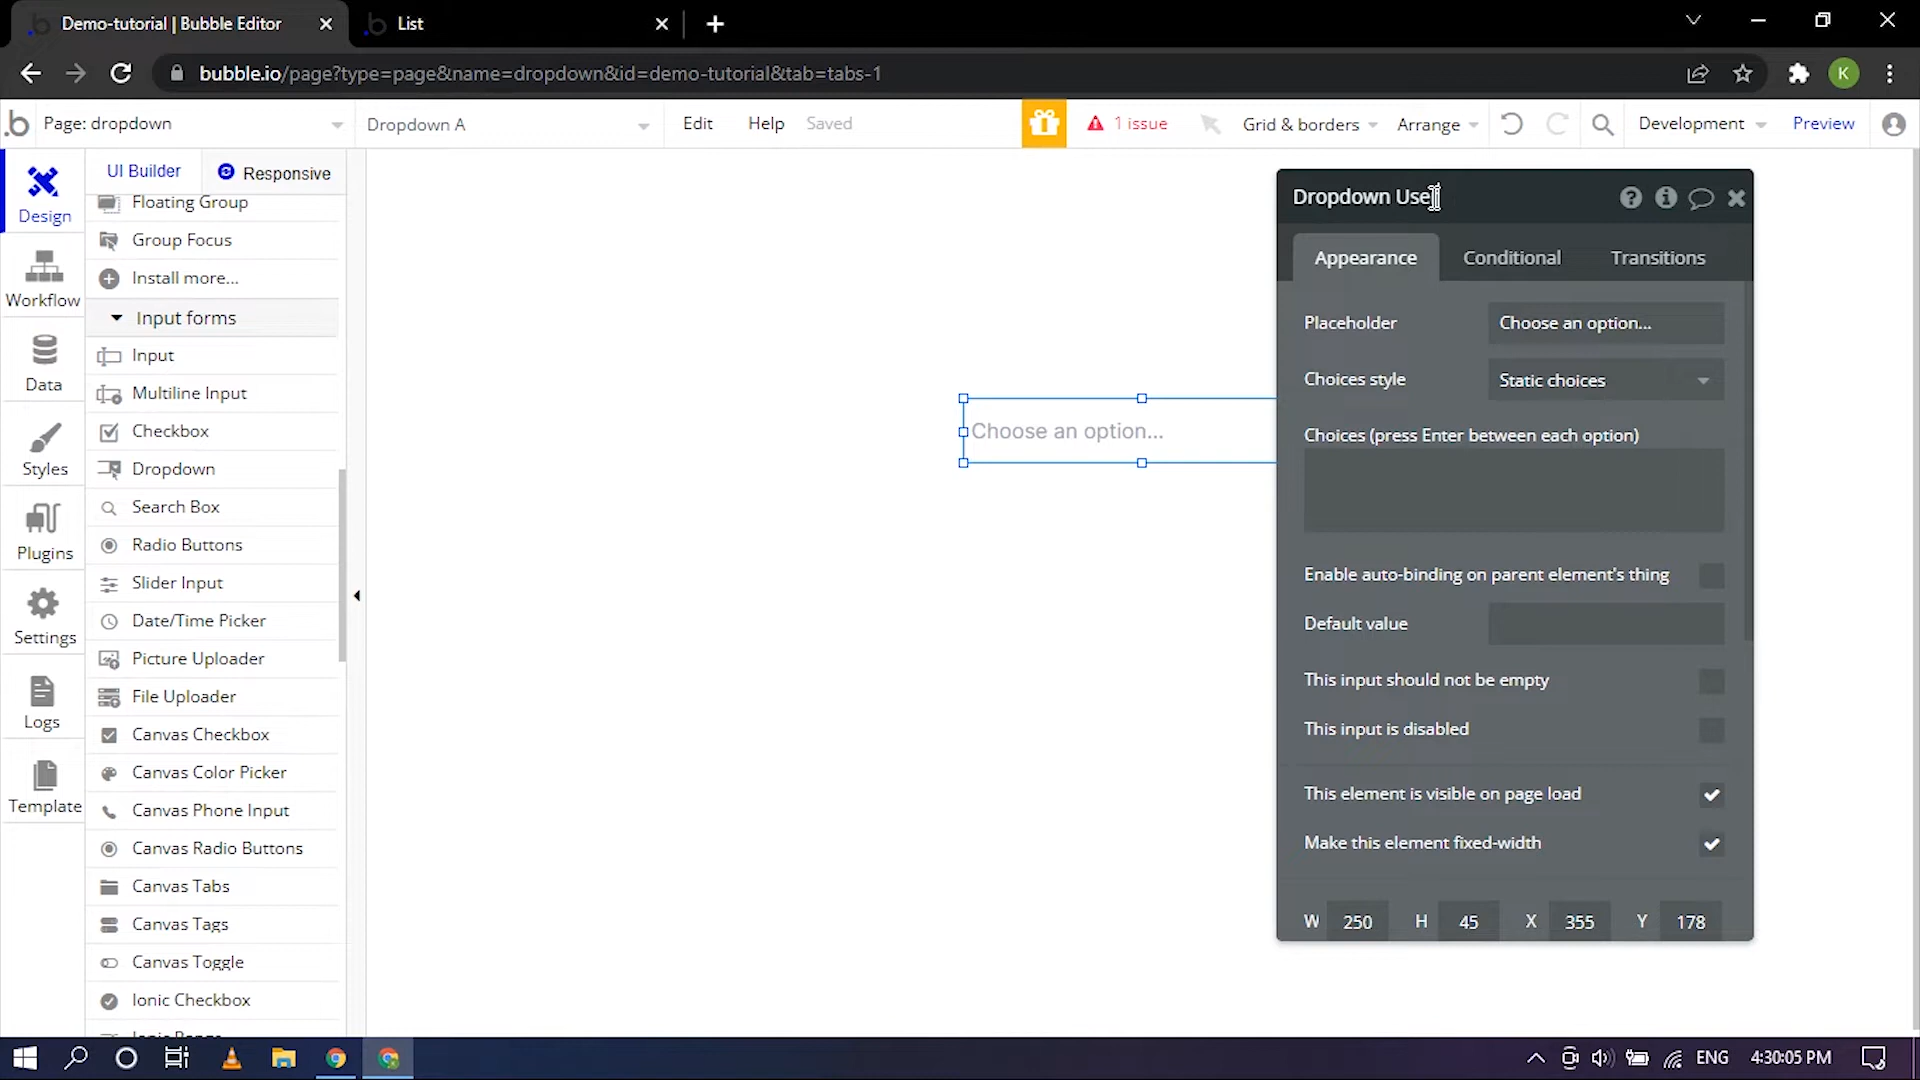 Demo-tutorial | Bubble Editor
List
bubble.io/page?type=page&name=dropdown&id=demo-tutorial&tab=tabs-1
K
Page: dropdown
Dropdown A
Edit
Help
Saved
1 issue
Grid & borders
Arrange
Development
Preview
Design
Workflow
Data
Styles
Plugins
Settings
Logs
Template
UI Builder
Responsive
Floating Group
Group Focus
Install more...
Input forms
Input
Multiline Input
Checkbox
Dropdown
Search Box
Radio Buttons
Slider Input
Date/Time Picker
Picture Uploader
File Uploader
Canvas Checkbox
Canvas Color Picker
Canvas Phone Input
Canvas Radio Buttons
Canvas Tabs
Canvas Tags
Canvas Toggle
Ionic Checkbox
Choose an option...
Dropdown Use
Appearance
Conditional
Transitions
Placeholder
Choose an option...
Choices style
Static choices
Choices (press Enter between each option)
Enable auto-binding on parent element's thing
Default value
This input should not be empty
This input is disabled
This element is visible on page load
Make this element fixed-width
W 250 H 45 X 355 Y 178
ENG
4:30:05 PM